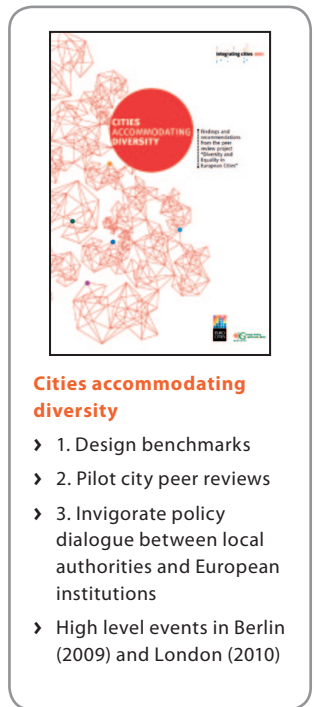 integrating cities
CITIES
ACCOMMODATING
DIVERSITY
Findings and
recommendations
from the peer
review project
"Diversity and
Equality in
European Cities"
EURO
CITIES
Cities accommodating
diversity
› 1. Design benchmarks
› 2. Pilot city peer reviews
› 3. Invigorate policy
dialogue between local
authorities and European
institutions
› High level events in Berlin
(2009) and London (2010)